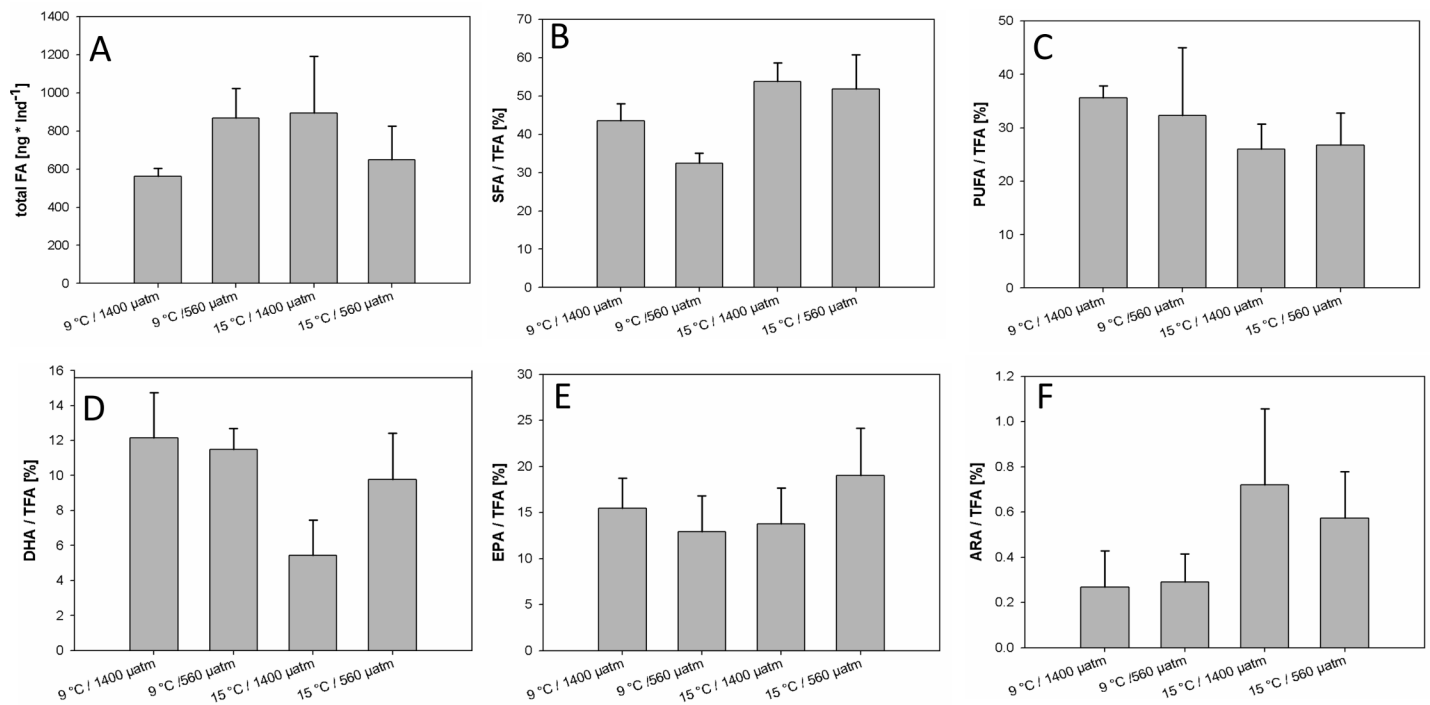 A
total FA [ng * Ind⁻¹]
1400
1200
1000
800
600
400
200
0
9 °C / 1400 µatm
9 °C /560 µatm
15 °C / 1400 µatm
15 °C / 560 µatm
B
SFA / TFA [%]
70
60
50
40
30
20
10
0
9 °C / 1400 µatm
9 °C /560 µatm
15 °C / 1400 µatm
15 °C / 560 µatm
C
PUFA / TFA [%]
50
40
30
20
10
0
9 °C / 1400 µatm
9 °C /560 µatm
15 °C / 1400 µatm
15 °C / 560 µatm
D
DHA / TFA [%]
16
14
12
10
8
6
4
2
0
9 °C / 1400 µatm
9 °C /560 µatm
15 °C / 1400 µatm
15 °C / 560 µatm
E
EPA / TFA [%]
30
25
20
15
10
5
0
9 °C / 1400 µatm
9 °C /560 µatm
15 °C / 1400 µatm
15 °C / 560 µatm
F
ARA / TFA [%]
1.2
1.0
0.8
0.6
0.4
0.2
0.0
9 °C / 1400 µatm
9 °C /560 µatm
15 °C / 1400 µatm
15 °C / 560 µatm